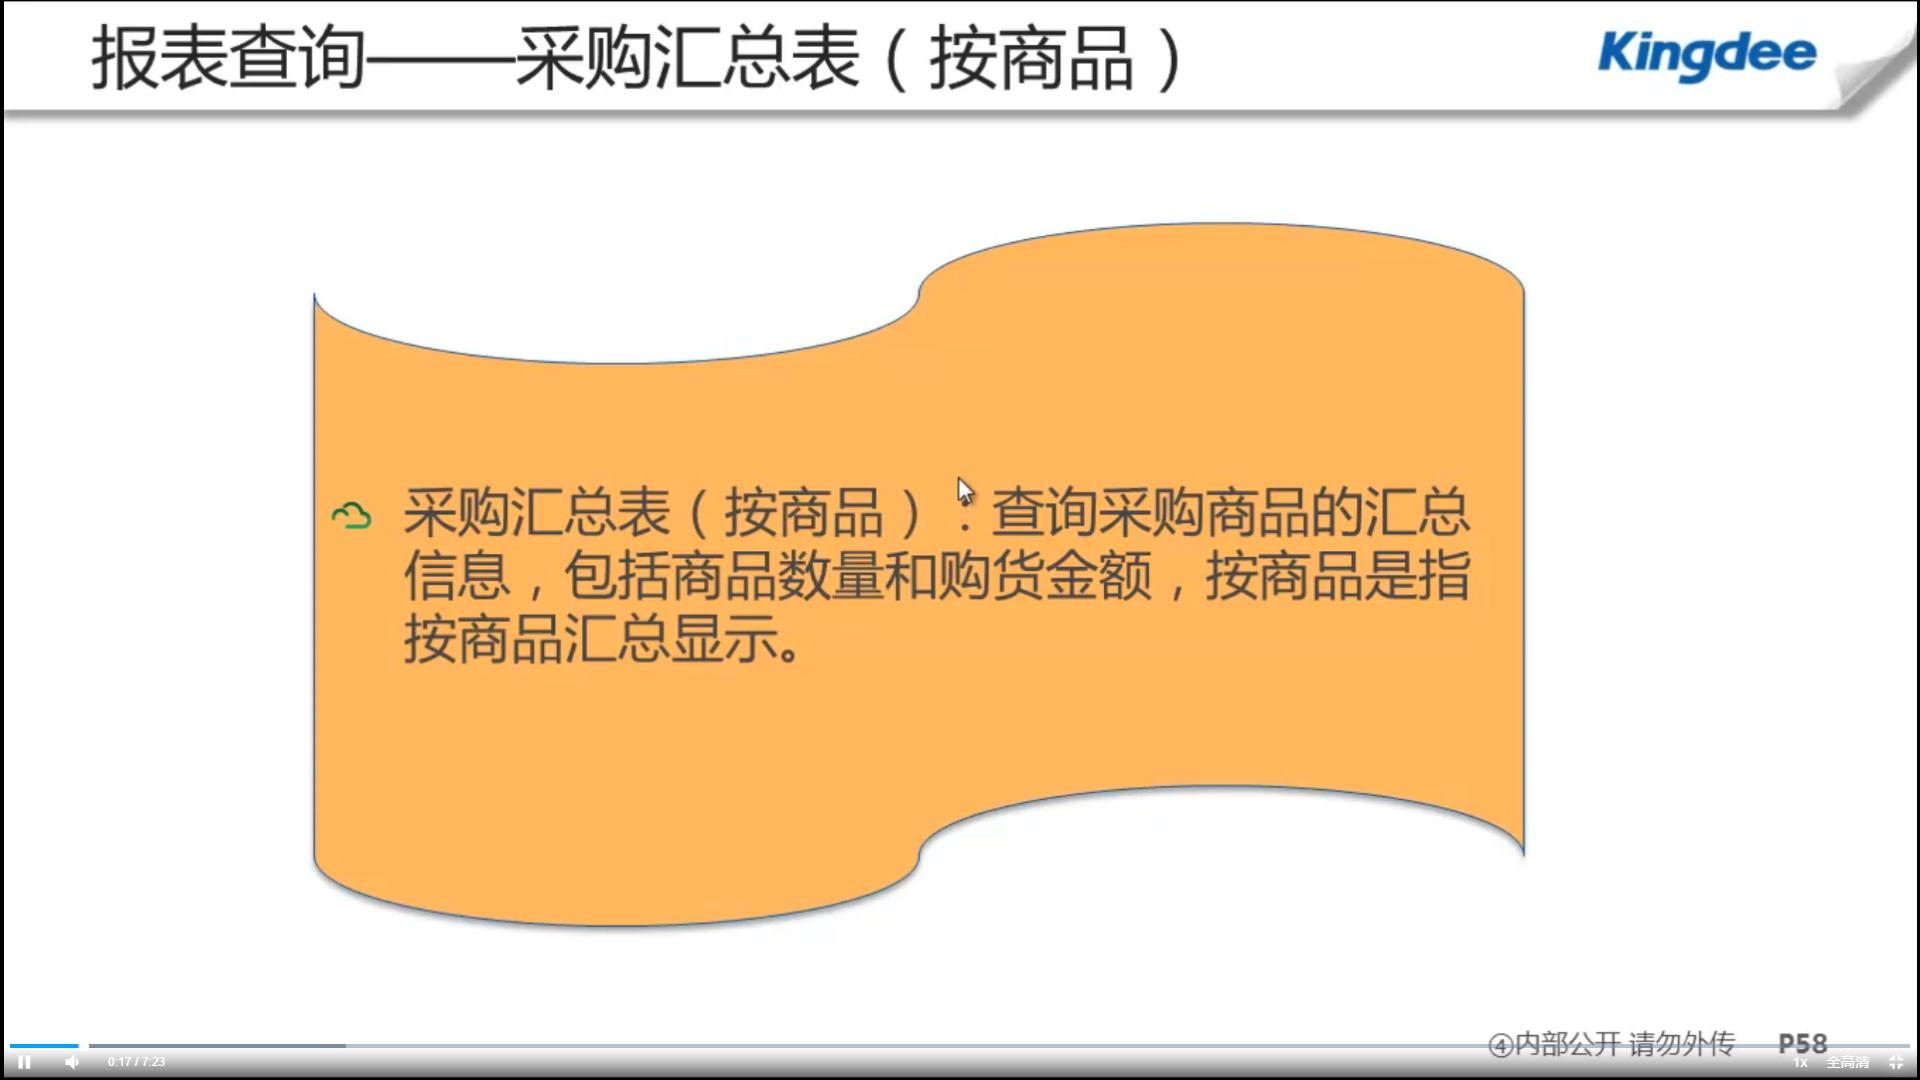 报表查询——采购汇总表（按商品）
Kingdee
采购汇总表（按商品）：查询采购商品的汇总
信息，包括商品数量和购货金额，按商品是指
按商品汇总显示。
④内部公开 请勿外传 P58
0:17 / 7:23 1x 全高清